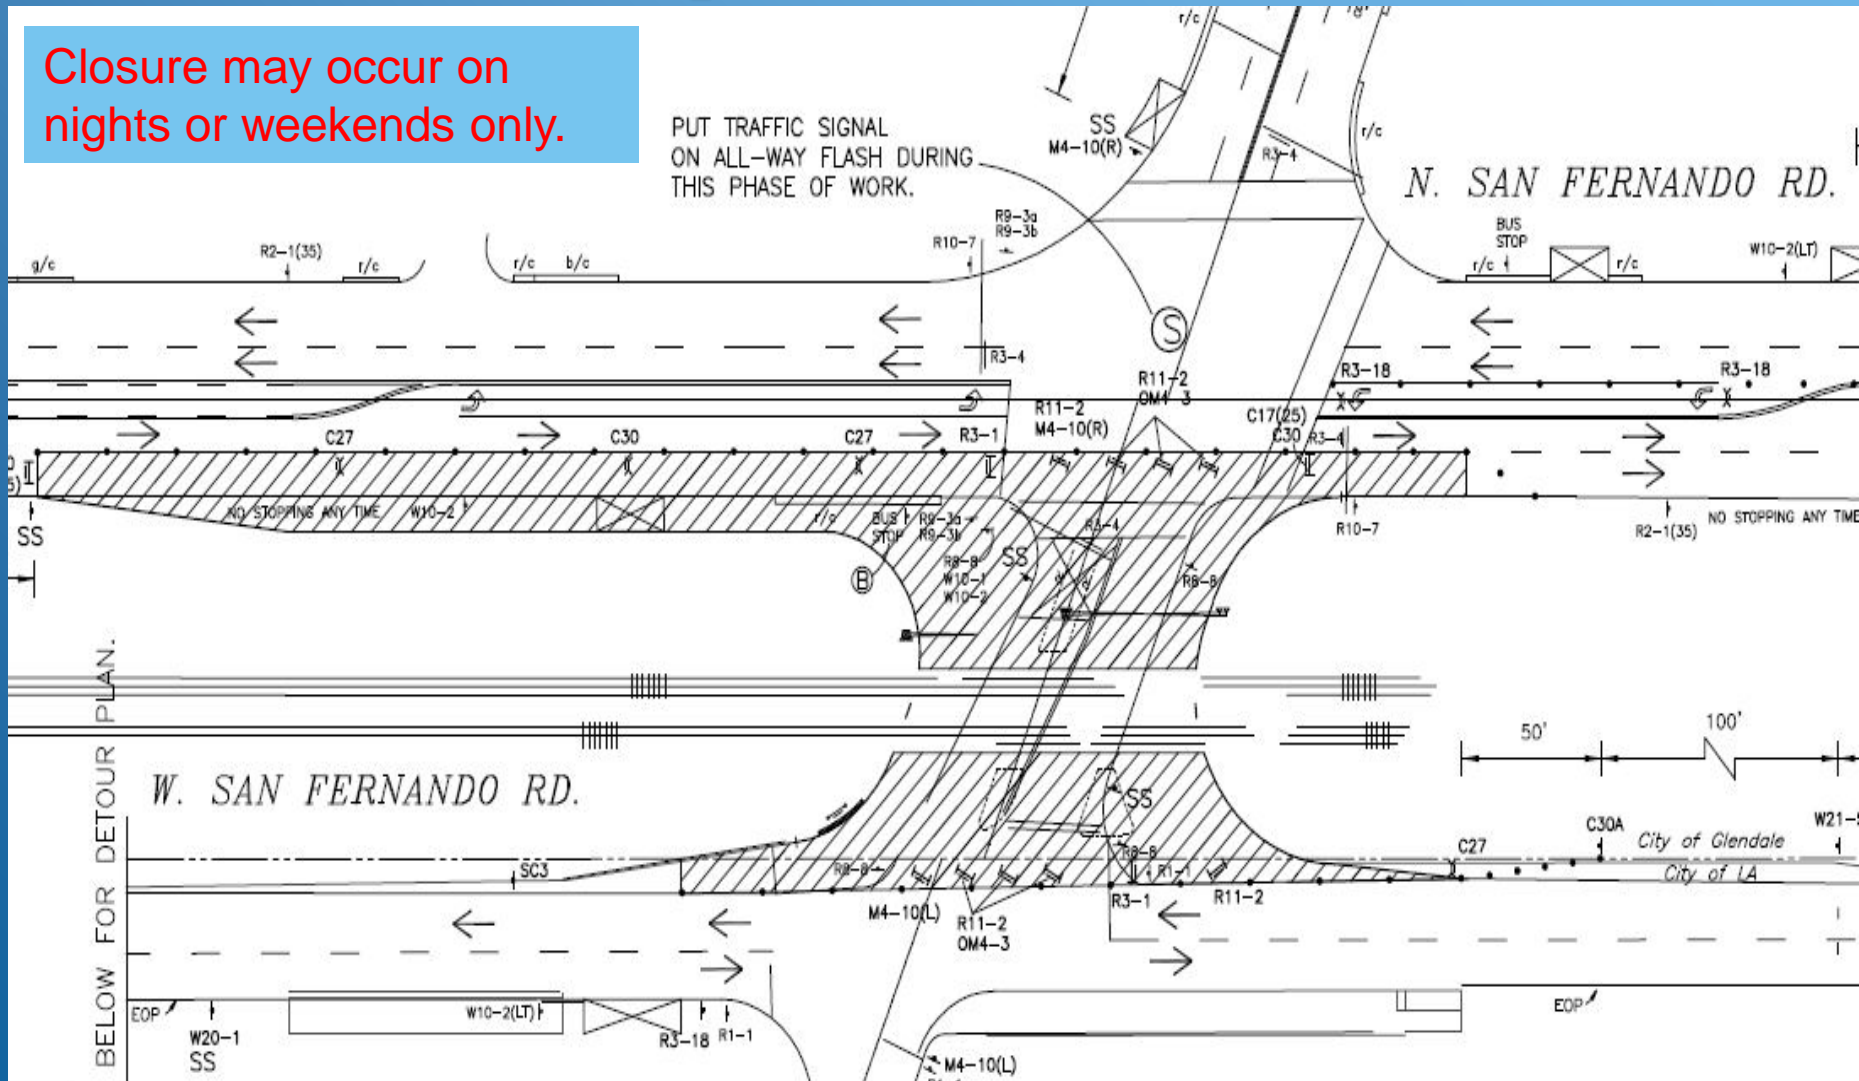 Closure may occur on
nights or weekends only.
PUT TRAFFIC SIGNAL
ON ALL-WAY FLASH DURING
THIS PHASE OF WORK.
r/c
SS
M4-10(R)
R3-4
r/c
N. SAN FERNANDO RD.
R9-3a
R9-3b
R10-7
BUS
STOP
W10-2(LT)
g/c
R2-1(35)
r/c
r/c
b/c
r/c
r/c
S
R3-4
R11-2
OM4-3
R3-18
R3-18
R11-2
M4-10(R)
C17(25)
C27
C30
C27
R3-1
C30
R3-4
NO STOPPING ANY TIME
W10-2
r/c
BUS
STOP
R9-3a
R9-3b
R3-4
R10-7
R2-1(35)
NO STOPPING ANY TIME
SS
B
R8-8
W10-1
W10-2
SS
R8-8
BELOW FOR DETOUR PLAN.
W. SAN FERNANDO RD.
50'
100'
SS
C27
C30A
City of Glendale
City of LA
SC3
R8-8
R8-8
R1-1
M4-10(L)
R11-2
OM4-3
R3-1
R11-2
EOP
W20-1
SS
W10-2(LT)
R3-18
R1-1
EOP
M4-10(L)